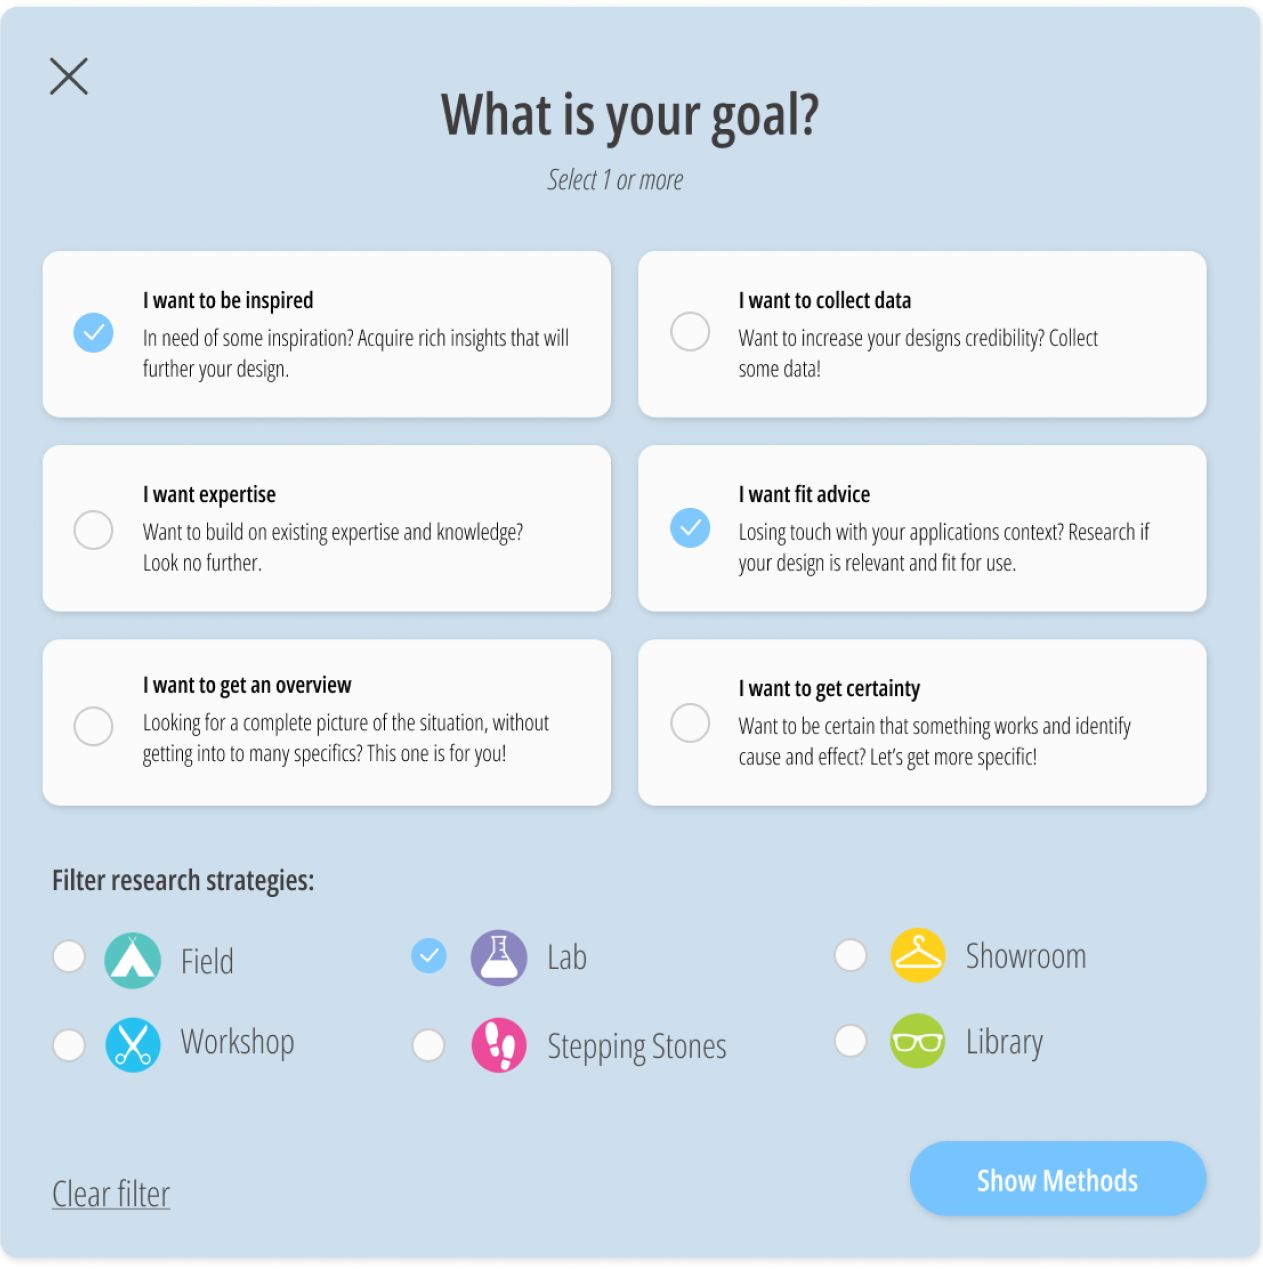 What is your goal?
Select 1 or more
I want to be inspired
In need of some inspiration? Acquire rich insights that will
further your design.
I want to collect data
Want to increase your designs credibility? Collect
some data!
I want expertise
Want to build on existing expertise and knowledge?
Look no further.
I want fit advice
Losing touch with your applications context? Research if
your design is relevant and fit for use.
I want to get an overview
Looking for a complete picture of the situation, without
getting into to many specifics? This one is for you!
I want to get certainty
Want to be certain that something works and identify
cause and effect? Let's get more specific!
Filter research strategies:
Field
Lab
Showroom
Workshop
Stepping Stones
Library
Clear filter
Show Methods